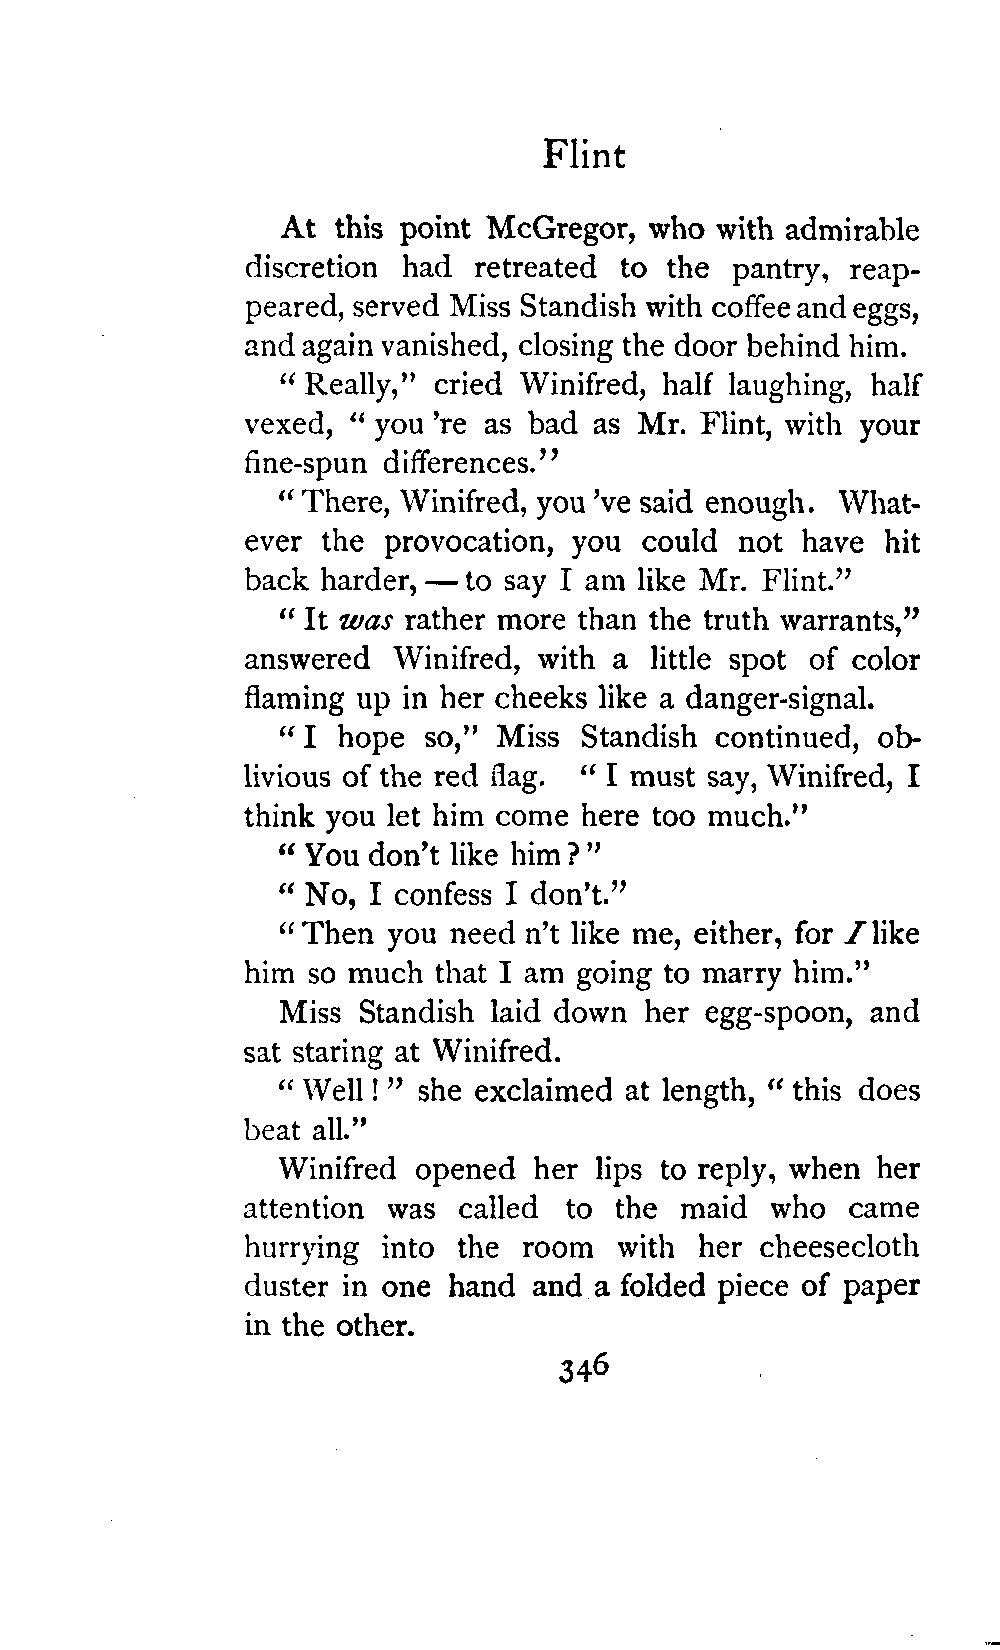 Flint
At this point McGregor, who with admirable
discretion had retreated to the pantry, reap-
peared, served Miss Standish with coffee and eggs,
and again vanished, closing the door behind him.
" Really," cried Winifred, half laughing, half
vexed, " you 're as bad as Mr. Flint, with your
fine-spun differences."
" There, Winifred, you 've said enough. What-
ever the provocation, you could not have hit
back harder, — to say I am like Mr. Flint."
" It was rather more than the truth warrants,"
answered Winifred, with a little spot of color
flaming up in her cheeks like a danger-signal.
" I hope so," Miss Standish continued, ob-
livious of the red flag. " I must say, Winifred, I
think you let him come here too much."
" You don't like him ? "
" No, I confess I don't."
" Then you need n't like me, either, for I like
him so much that I am going to marry him."
Miss Standish laid down her egg-spoon, and
sat staring at Winifred.
" Well ! " she exclaimed at length, " this does
beat all."
Winifred opened her lips to reply, when her
attention was called to the maid who came
hurrying into the room with her cheesecloth
duster in one hand and a folded piece of paper
in the other.
346